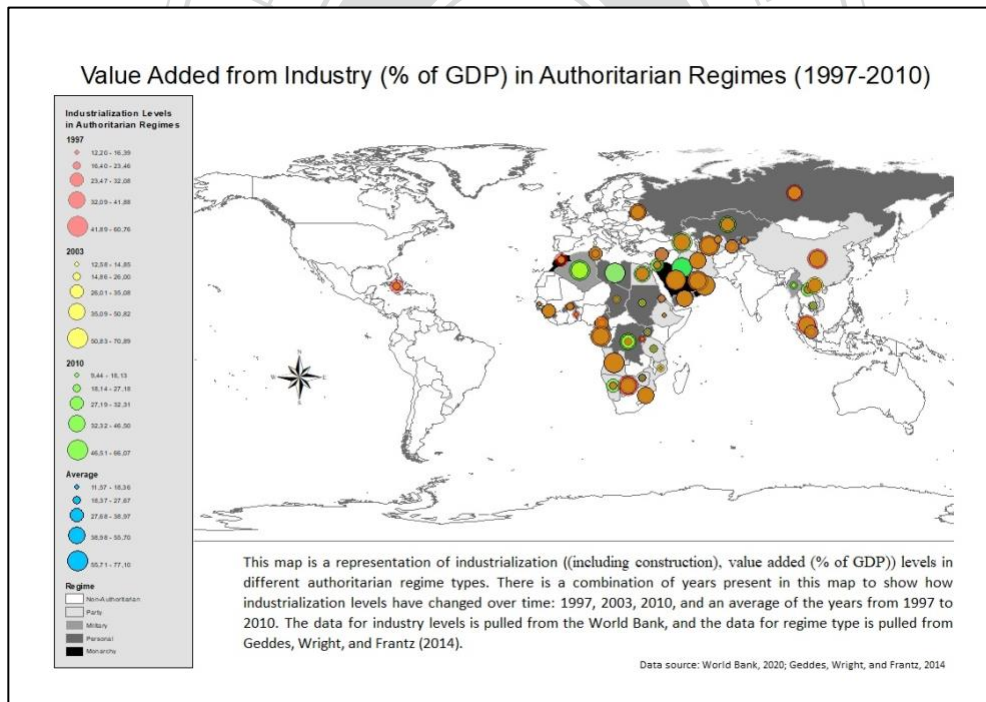 Value Added from Industry (% of GDP) in Authoritarian Regimes (1997-2010)
Industrialization Levels
in Authoritarian Regimes
1997
12,20 - 16,39
16,40 - 23,46
23,47 - 32,08
32,09 - 41,88
41,89 - 60,76
2003
12,58 - 14,85
14,86 - 26,00
26,01 - 35,08
35,09 - 50,82
50,83 - 70,89
2010
9,44 - 18,13
18,14 - 27,18
27,19 - 32,31
32,32 - 46,50
46,51 - 66,07
Average
11,37 - 18,36
18,37 - 27,67
27,68 - 38,97
38,98 - 55,70
55,71 - 77,10
Regime
Non-Authoritarian
Party
Military
Personal
Monarchy
N
W
E
S
This map is a representation of industrialization ((including construction), value added (% of GDP)) levels in
different authoritarian regime types. There is a combination of years present in this map to show how
industrialization levels have changed over time: 1997, 2003, 2010, and an average of the years from 1997 to
2010. The data for industry levels is pulled from the World Bank, and the data for regime type is pulled from
Geddes, Wright, and Frantz (2014).
Data source: World Bank, 2020; Geddes, Wright, and Frantz, 2014